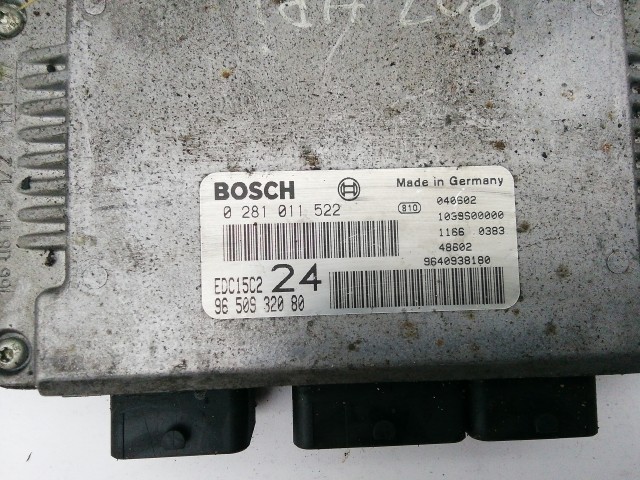 BOSCH
Made in Germany
0 281 011 522
810
040602
1039S00000
1166 0383
48602
9640938180
EDC15C2 24
96 509 320 80